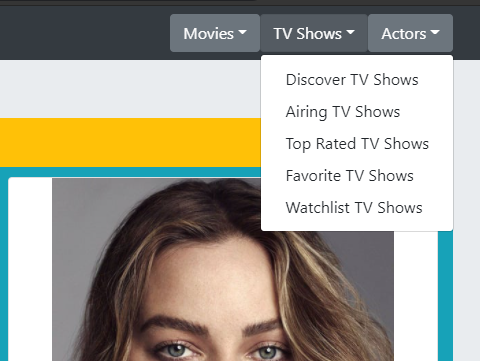 Movies TV Shows Actors
Discover TV Shows
Airing TV Shows
Top Rated TV Shows
Favorite TV Shows
Watchlist TV Shows